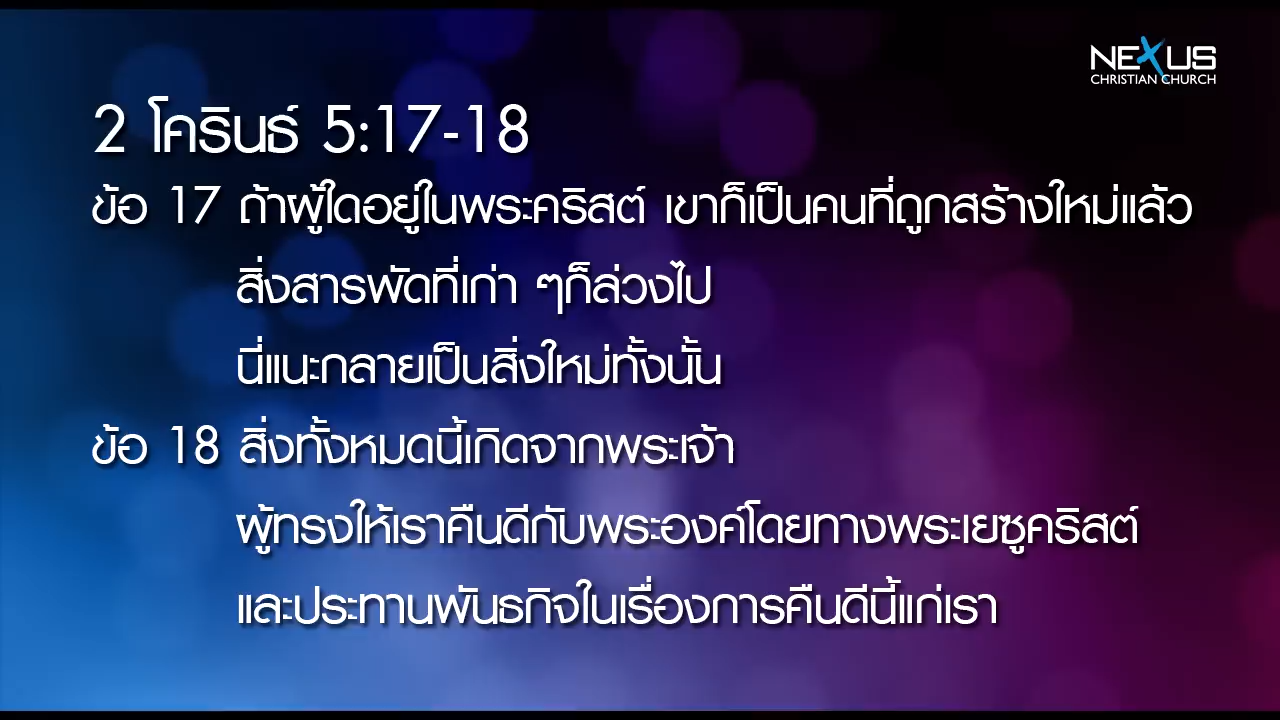 NEXUS
CHRISTIAN CHURCH
2 โครินธ์ 5:17-18
ข้อ 17 ถ้าผู้ใดอยู่ในพระคริสต์ เขาก็เป็นคนที่ถูกสร้างใหม่แล้ว
สิ่งสารพัดที่เก่า ๆก็ล่วงไป
นี่แนะกลายเป็นสิ่งใหม่ทั้งนั้น
ข้อ 18 สิ่งทั้งหมดนี้เกิดจากพระเจ้า
ผู้ทรงให้เราคืนดีกับพระองค์โดยทางพระเยซูคริสต์
และประทานพันธกิจในเรื่องการคืนดีนี้แก่เรา